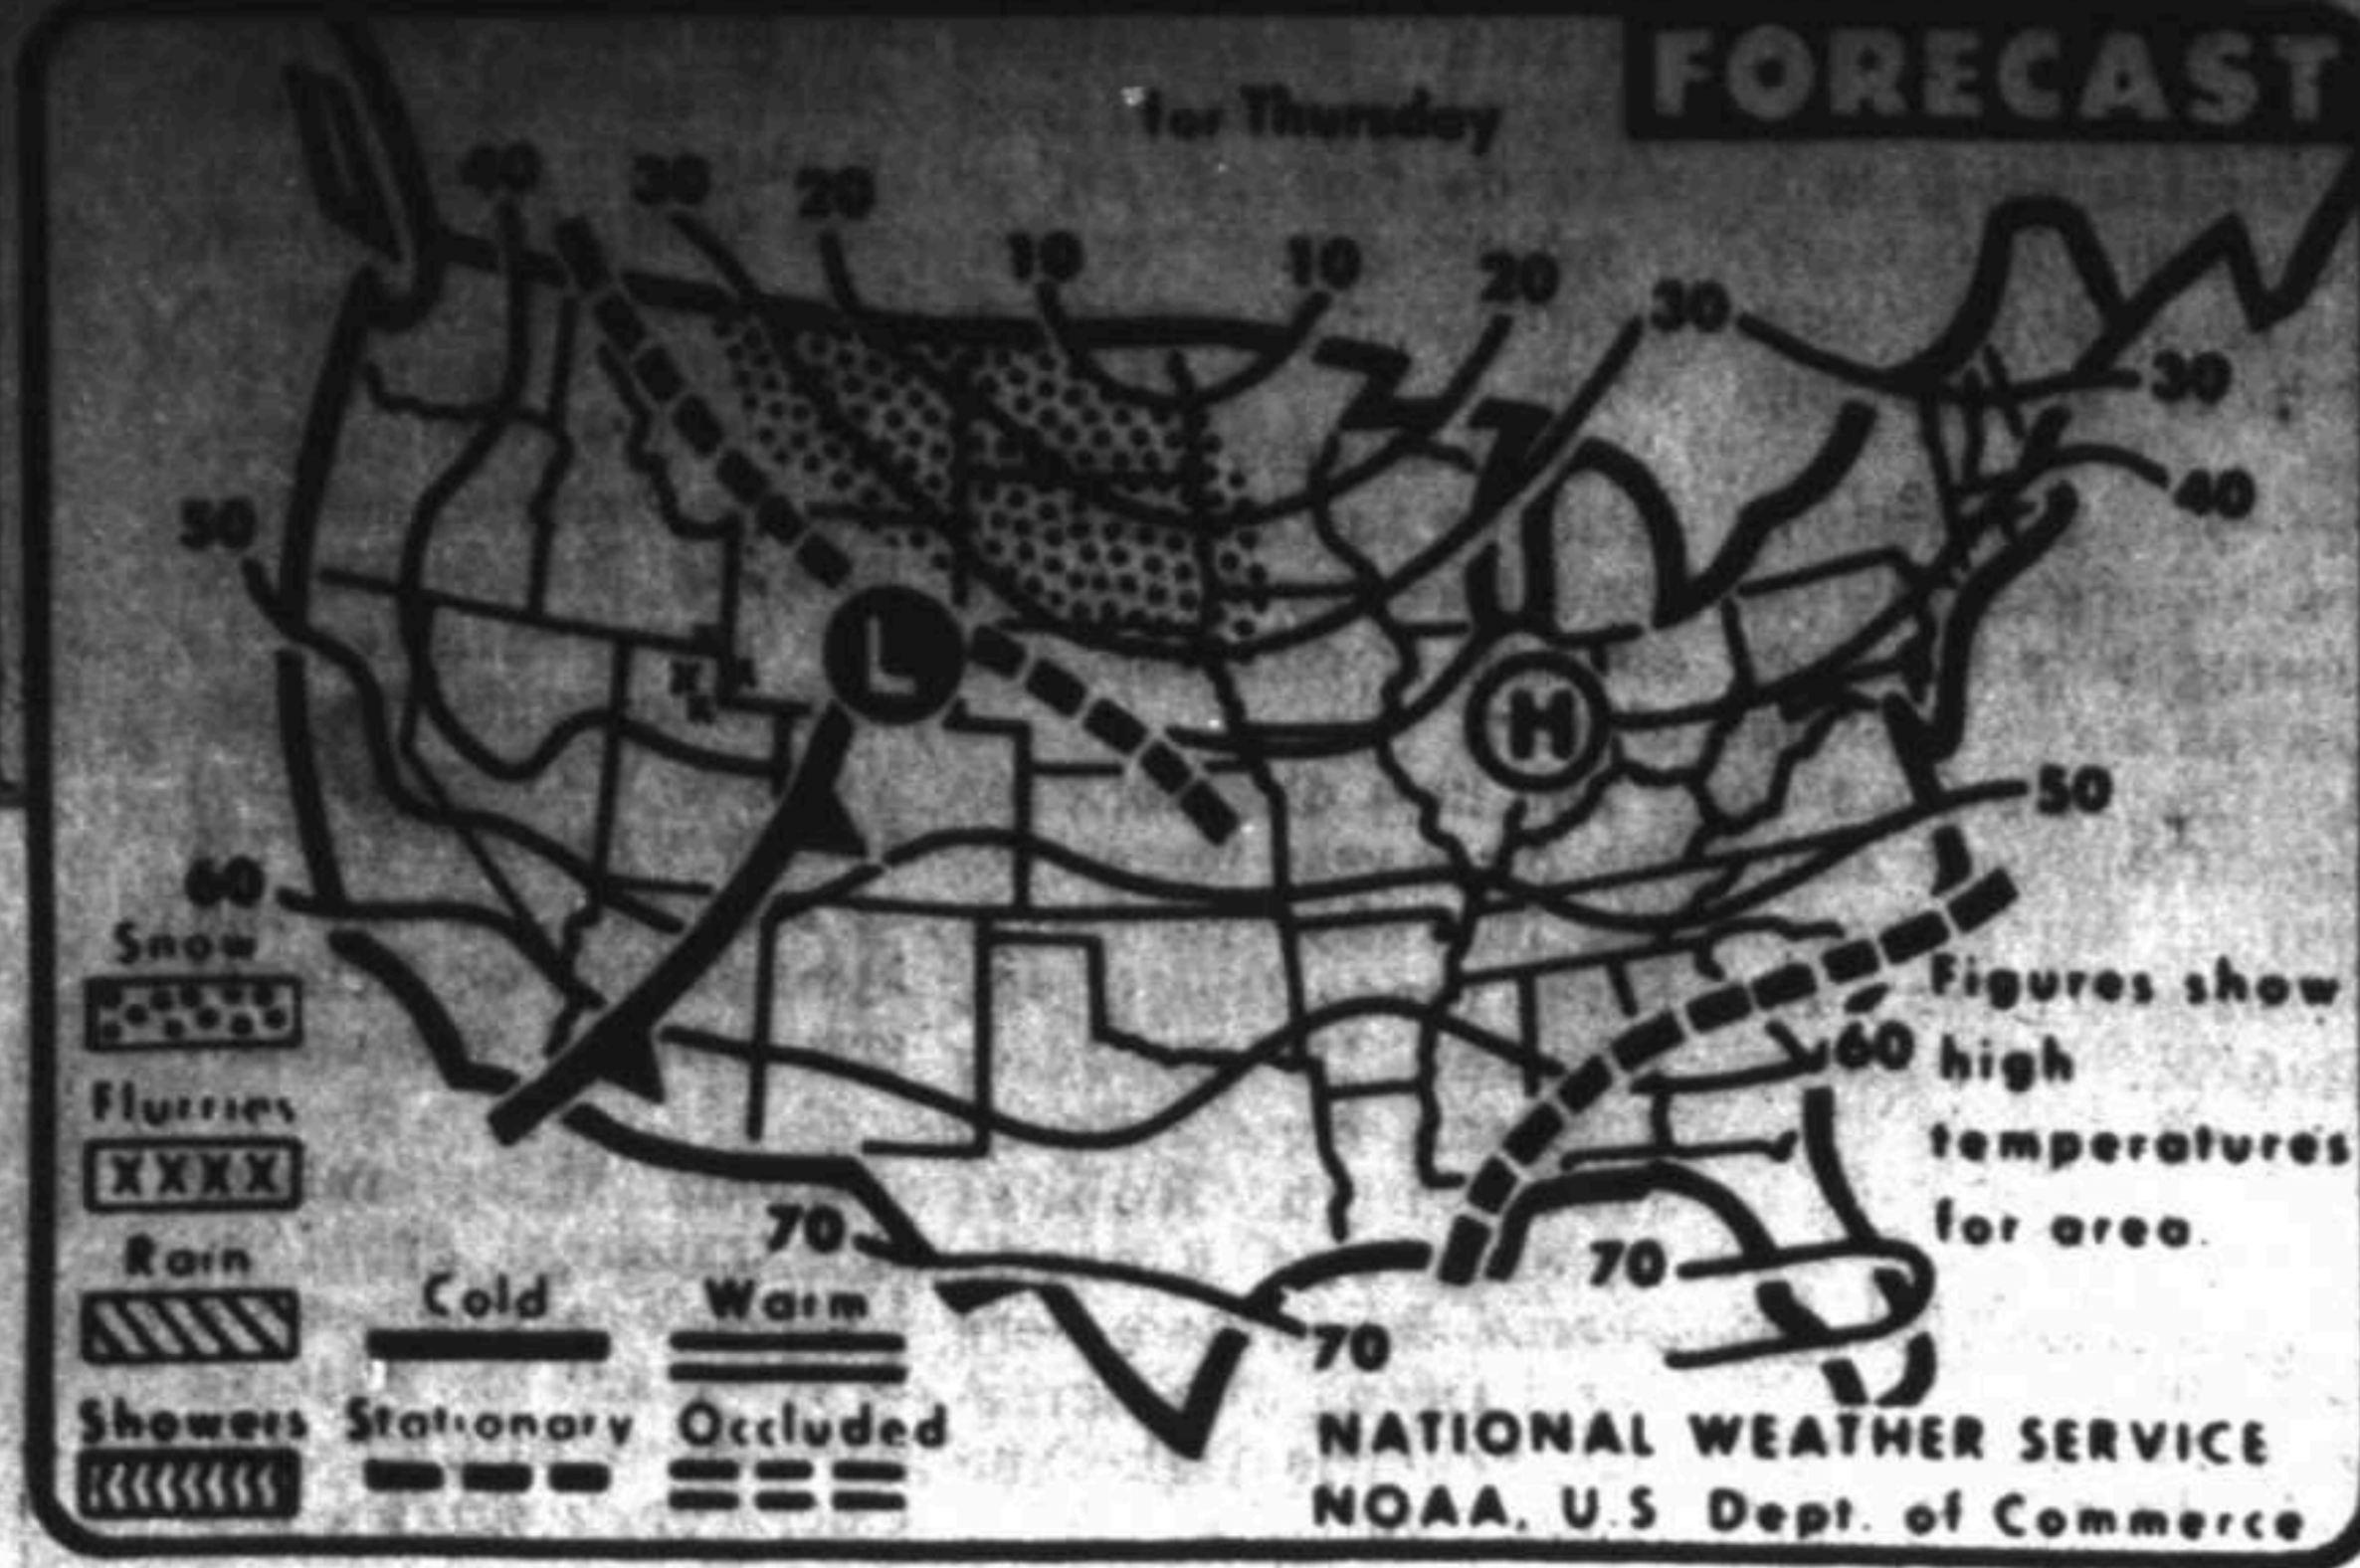 FORECAST
for Thursday
40 30 20 10 10 20 30
30
40
50
L
H
50
60
60
70
70
70
Figures show
high
temperatures
for area.
Snow
Flurries
XXXX
Rain
Showers
Cold
Warm
Stationary
Occluded
NATIONAL WEATHER SERVICE
NOAA, U.S Dept. of Commerce